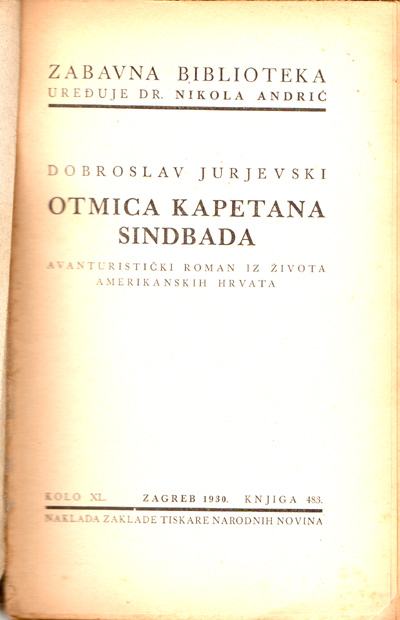 ZABAVNA BIBLIOTEKA
UREĐUJE DR. NIKOLA ANDRIĆ
DOBROSLAV JURJEVSKI
OTMICA KAPETANA
SINDBADA
AVANTURISTIČKI ROMAN IZ ŽIVOTA
AMERIKANSKIH HRVATA
KOLO XL. ZAGREB 1930. KNJIGA 483.
NAKLADA ZAKLADE TISKARE NARODNIH NOVINA